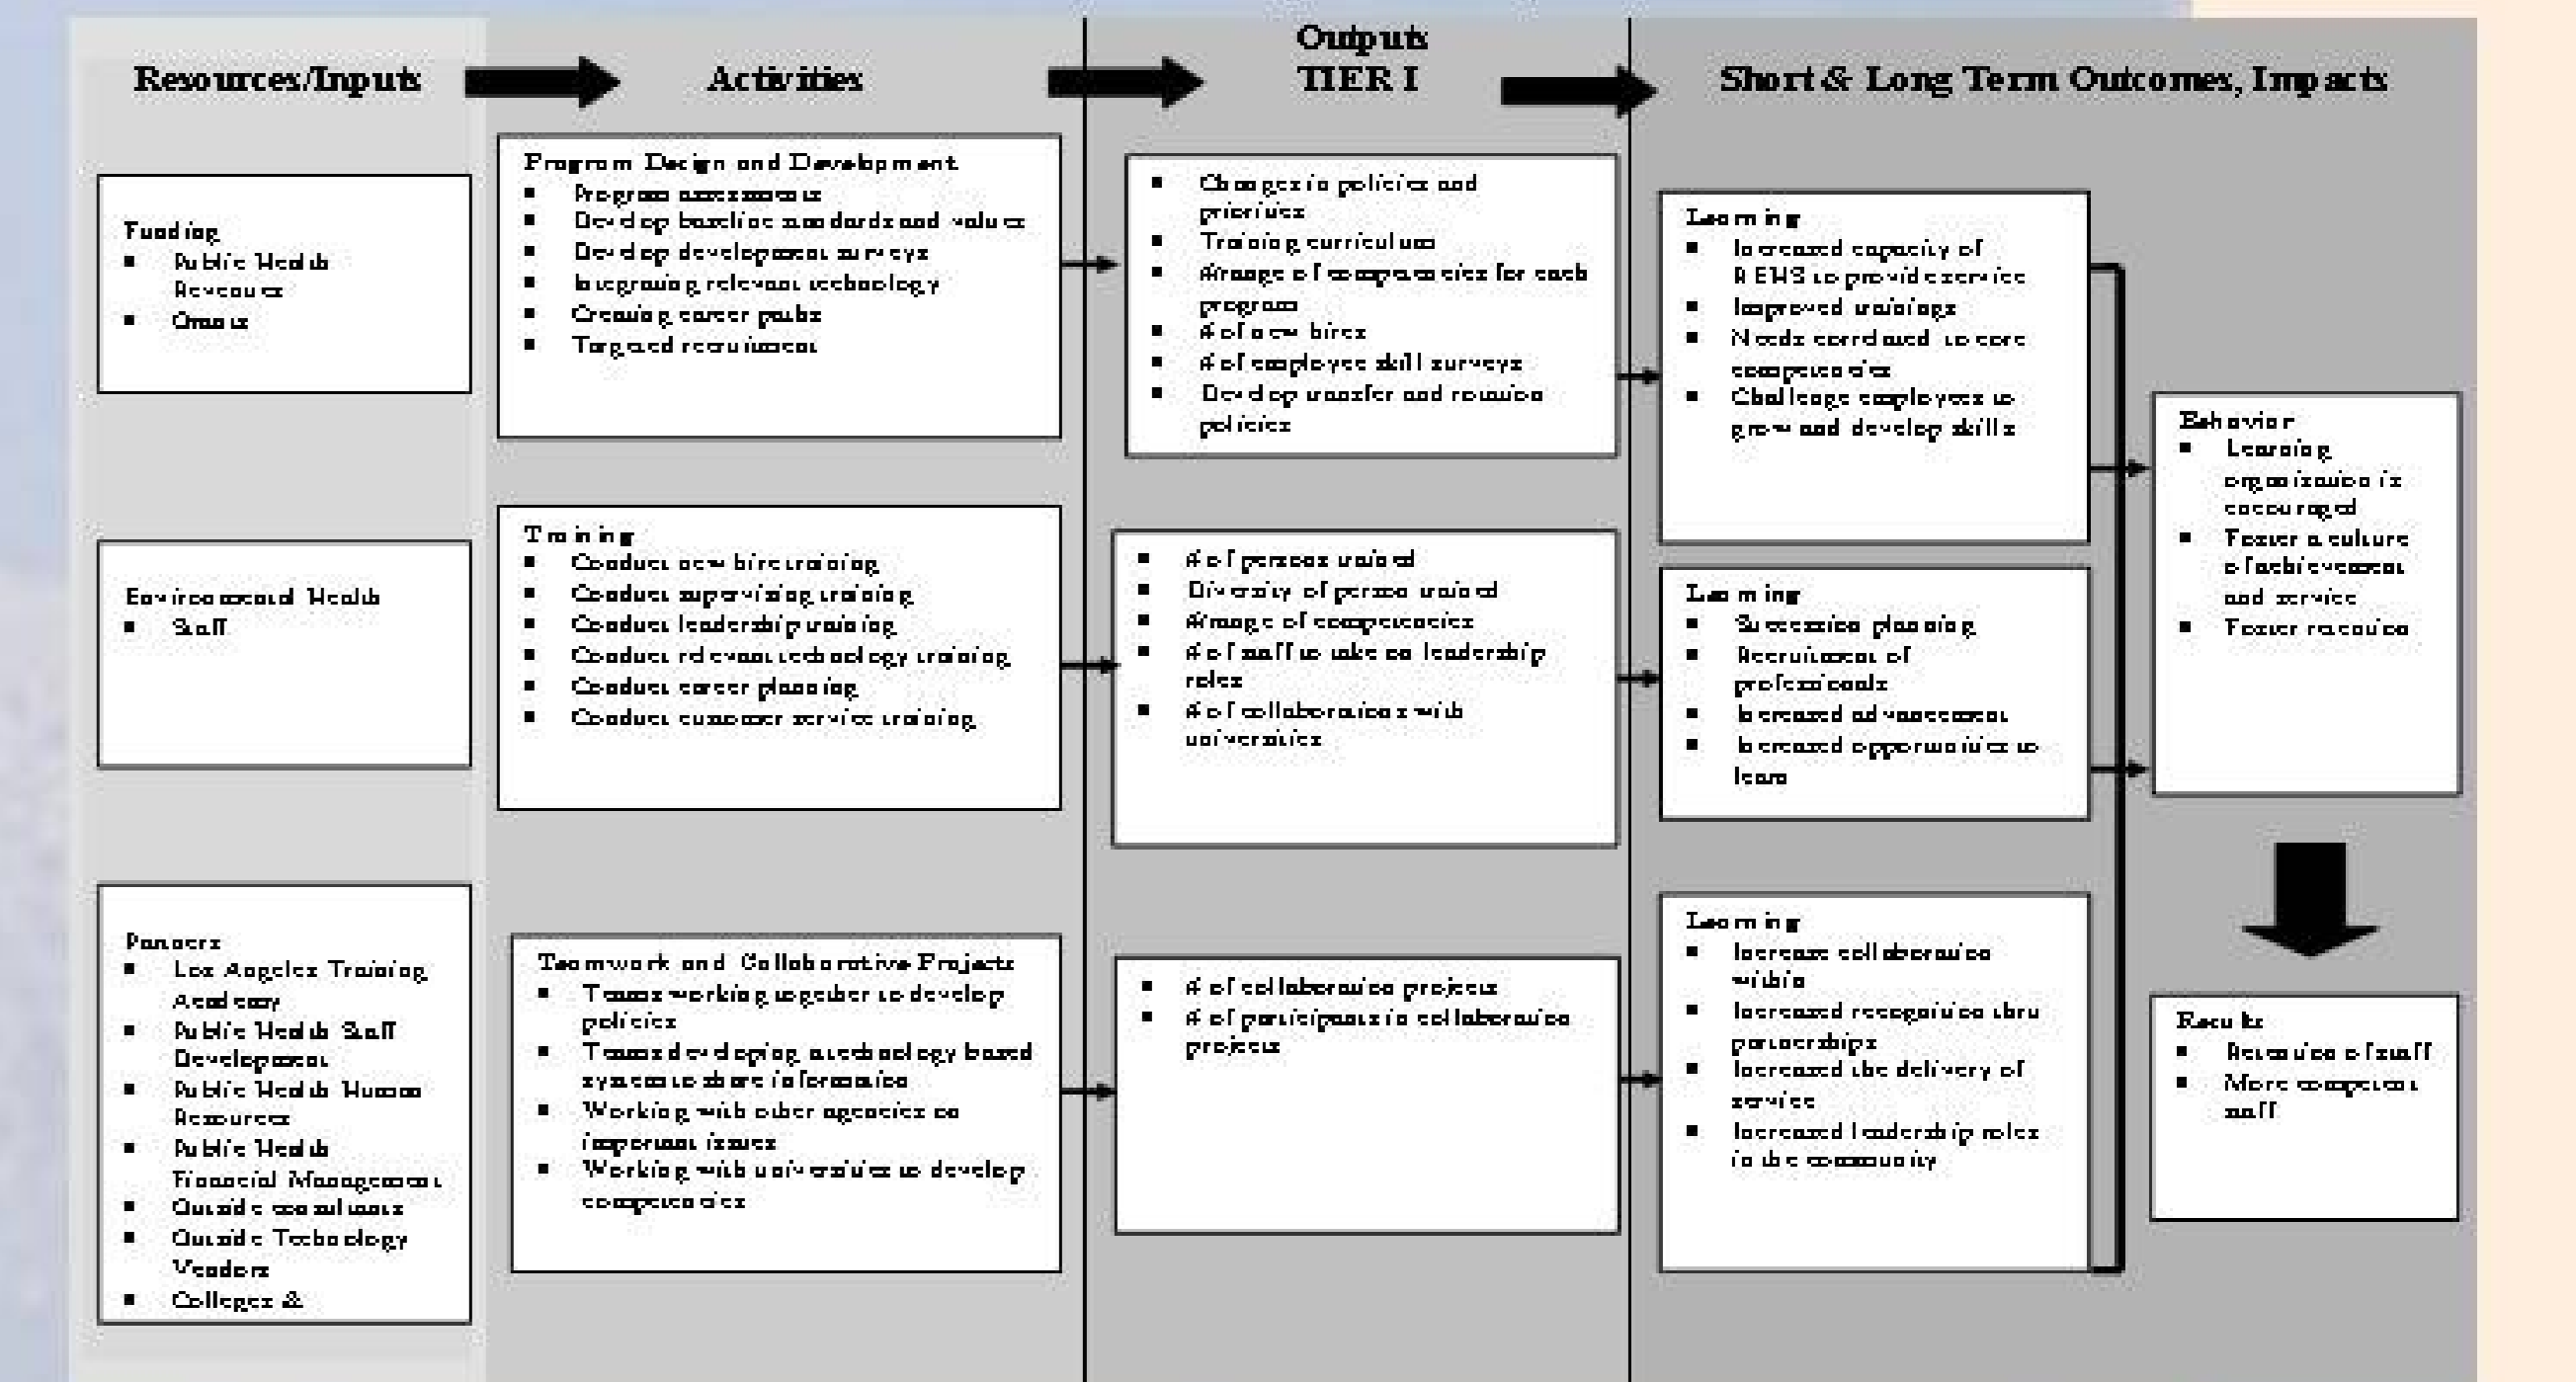 Resources/Inputs
Activities
Outputs
TIER I
Short & Long Term Outcomes, Impacts
Funding
Public Health
Revenues
Grants
Environmental Health
Staff
Partners
Los Angeles Training
Academy
Public Health Staff
Development
Public Health Human
Resources
Public Health
Financial Management
Outside consultants
Outside Technology
Vendors
Colleges &
Program Design and Development
Program assessments
Develop baseline standards and values
Develop development surveys
Integrating relevant technology
Creating career paths
Targeted recruitment
Training
Conduct new hire training
Conduct supervising training
Conduct leadership training
Conduct relevant technology training
Conduct career planning
Conduct customer service training
Teamwork and Collaborative Projects
Teams working together to develop
policies
Teams developing a technology based
system to share information
Working with other agencies on
important issues
Working with universities to develop
competencies
Changes in policies and
priorities
Training curriculum
#/range of competencies for each
program
# of new hires
# of employee skill surveys
Develop transfer and rotation
policies
# of persons trained
Diversity of person trained
#/range of competencies
# of staff to take on leadership
roles
# of collaborations with
universities
# of collaboration projects
# of participants in collaboration
projects
Learning
Increased capacity of
REHS to provide service
Improved trainings
Needs correlated to core
competencies
Challenge employees to
grow and develop skills
Learning
Succession planning
Recruitment of
professionals
Increased advancement
Increased opportunities to
learn
Learning
Increase collaboration
within
Increased recognition thru
partnerships
Increased the delivery of
service
Increased leadership roles
in the community
Behavior
Learning
organization is
encouraged
Foster a culture
of achievement
and service
Foster retention
Results
Retention of staff
More competent
staff